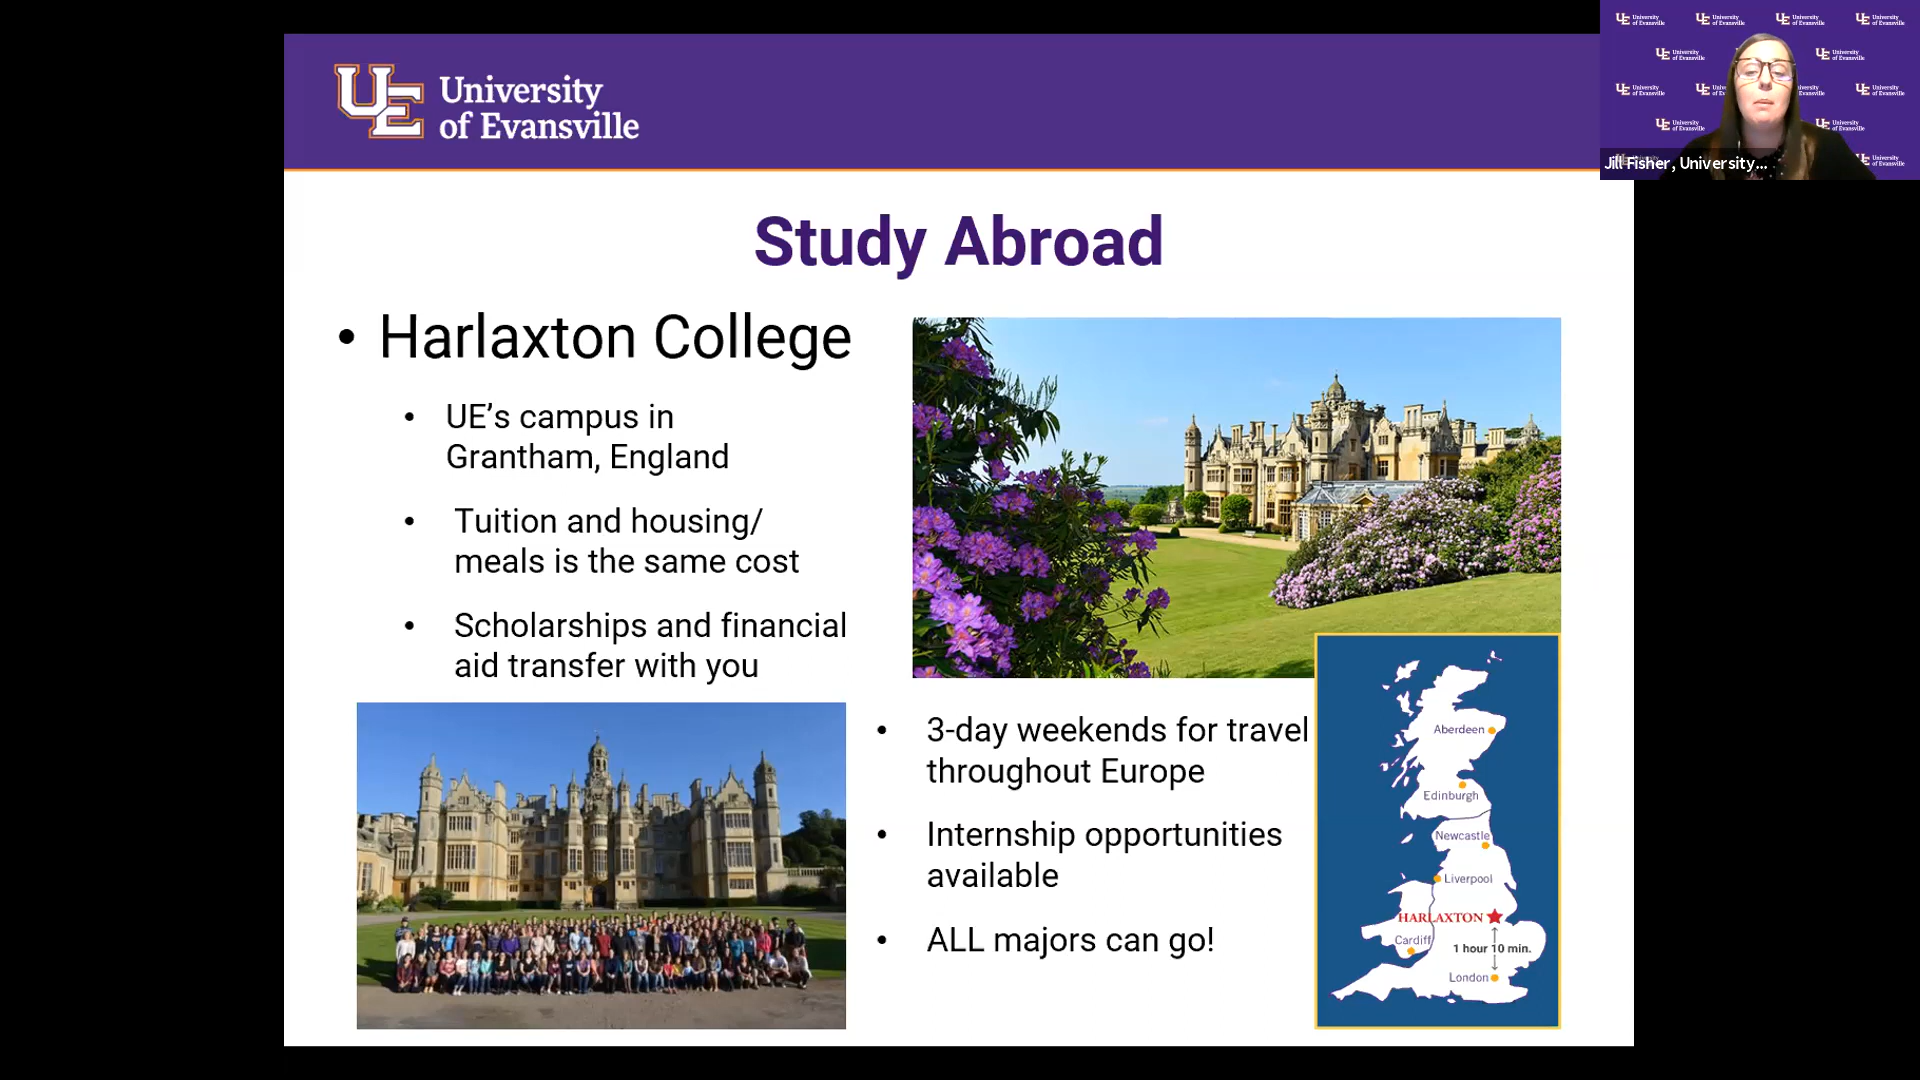 University
of Evansville
Study Abroad
• Harlaxton College
• UE’s campus in
Grantham, England
• Tuition and housing/
meals is the same cost
• Scholarships and financial
aid transfer with you
• 3-day weekends for travel
throughout Europe
• Internship opportunities
available
• ALL majors can go!
Aberdeen
Edinburgh
Newcastle
Liverpool
HARLAXTON
Cardiff
1 hour 10 min.
London
UE University of Evansville
Jill Fisher, University...